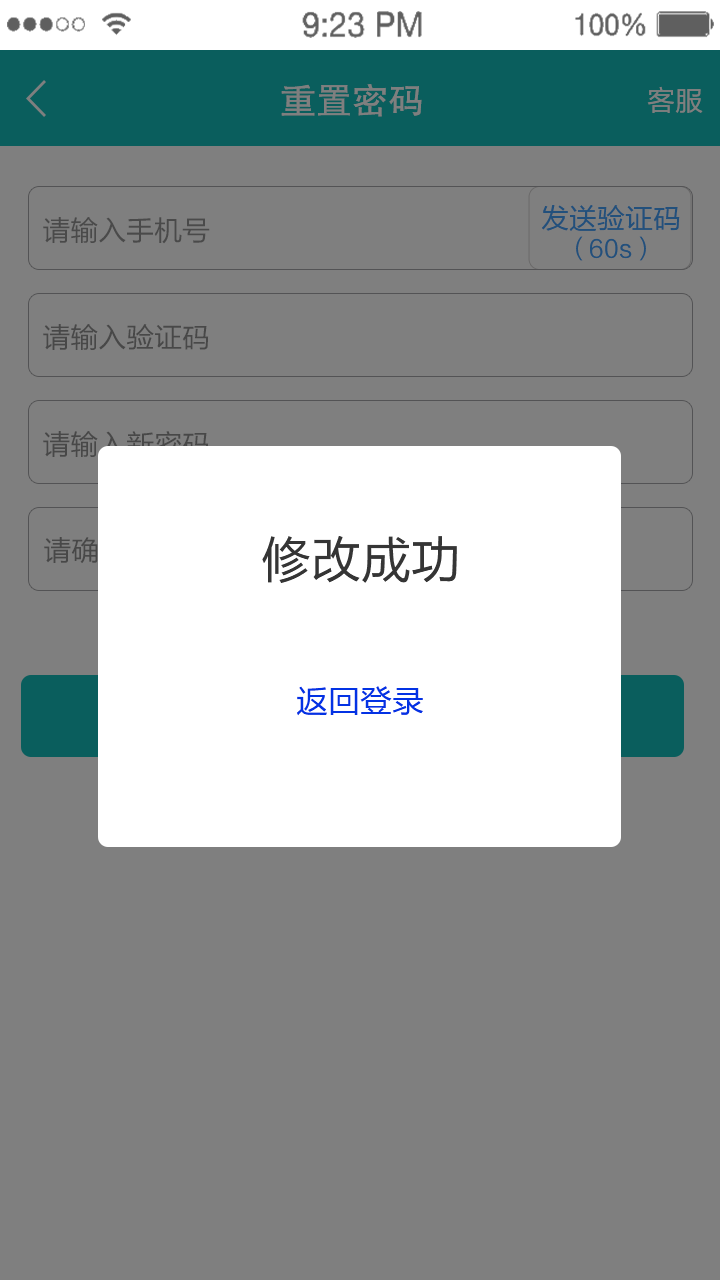 9:23 PM 100%
重置密码 客服
请输入手机号 发送验证码
（60s）
请输入验证码
请输入新密码
请确
修改成功
返回登录